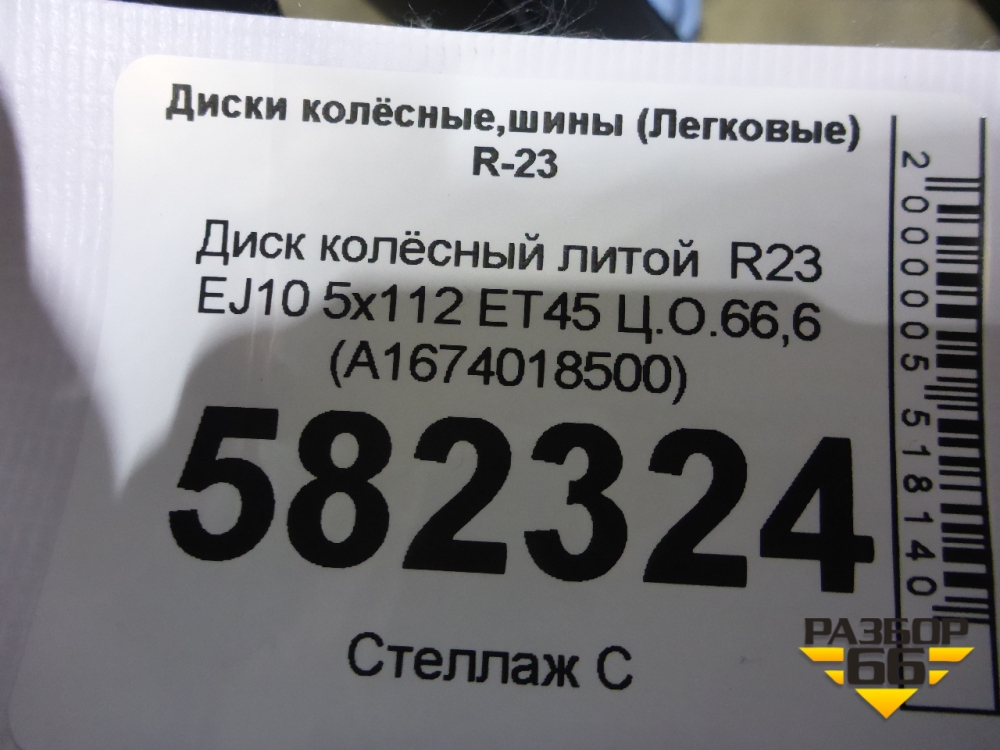 Диски колёсные,шины (Легковые)
R-23
Диск колёсный литой R23
EJ10 5x112 ET45 Ц.О.66,6
(A1674018500)
582324
Стеллаж С
2000005518140
РАЗБОР
66